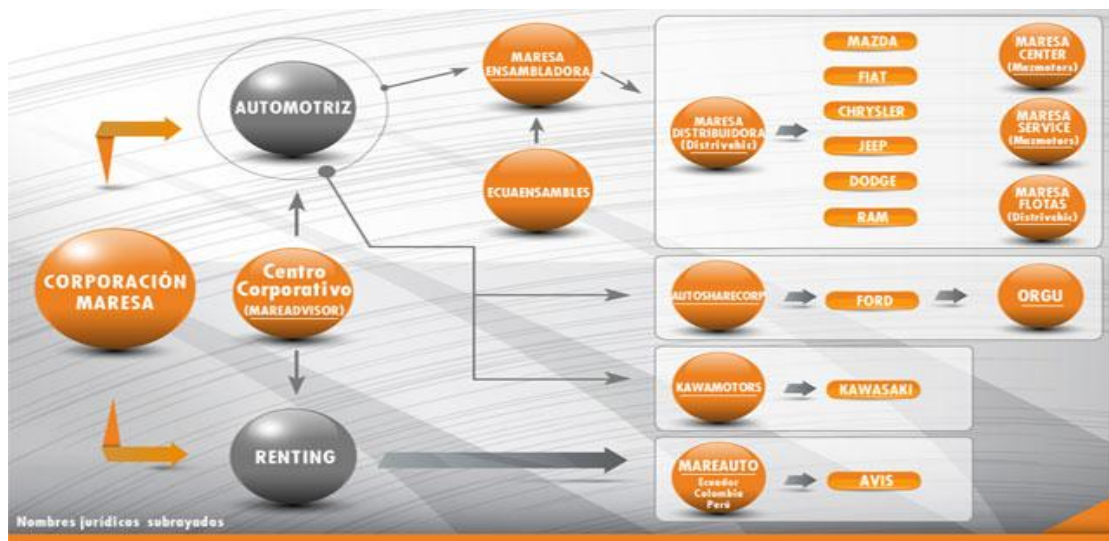 AUTOMOTRIZ
MARESA
ENSAMBLADORA
ECUAENSAMBLES
MARESA
DISTRIBUIDORA
(Distrivehic)
MAZDA
FIAT
CHRYSLER
JEEP
DODGE
RAM
MARESA
CENTER
(Mazmotors)
MARESA
SERVICE
(Mazmotors)
MARESA
FLOTAS
(Distrivehic)
CORPORACIÓN
MARESA
Centro
Corporativo
(MAREADVISOR)
AUTOSHARECORP
FORD
ORGU
KAWAMOTORS
KAWASAKI
RENTING
MAREAUTO
Ecuador
Colombia
Perú
AVIS
Nombres jurídicos subrayados